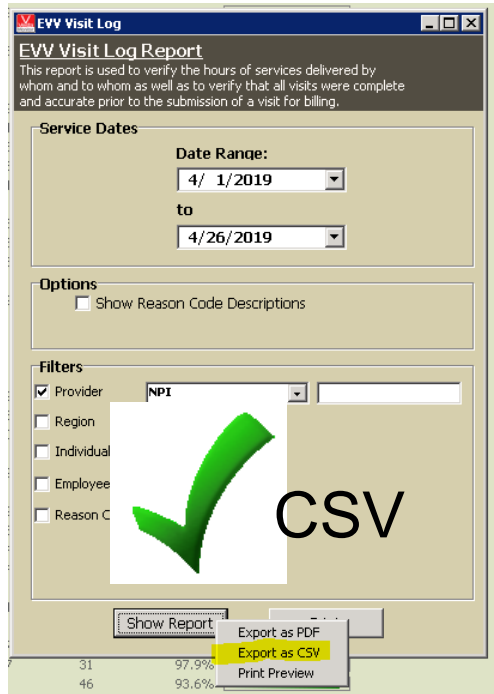 EVV Visit Log
EVV Visit Log Report
This report is used to verify the hours of services delivered by
whom and to whom as well as to verify that all visits were complete
and accurate prior to the submission of a visit for billing.
Service Dates
Date Range:
4/ 1/2019
to
4/26/2019
Options
Show Reason Code Descriptions
Filters
Provider NPI
Region
Individual
Employee
Reason C
CSV
Show Report
Export as PDF
Export as CSV
Print Preview
31 97.9%
46 93.6%